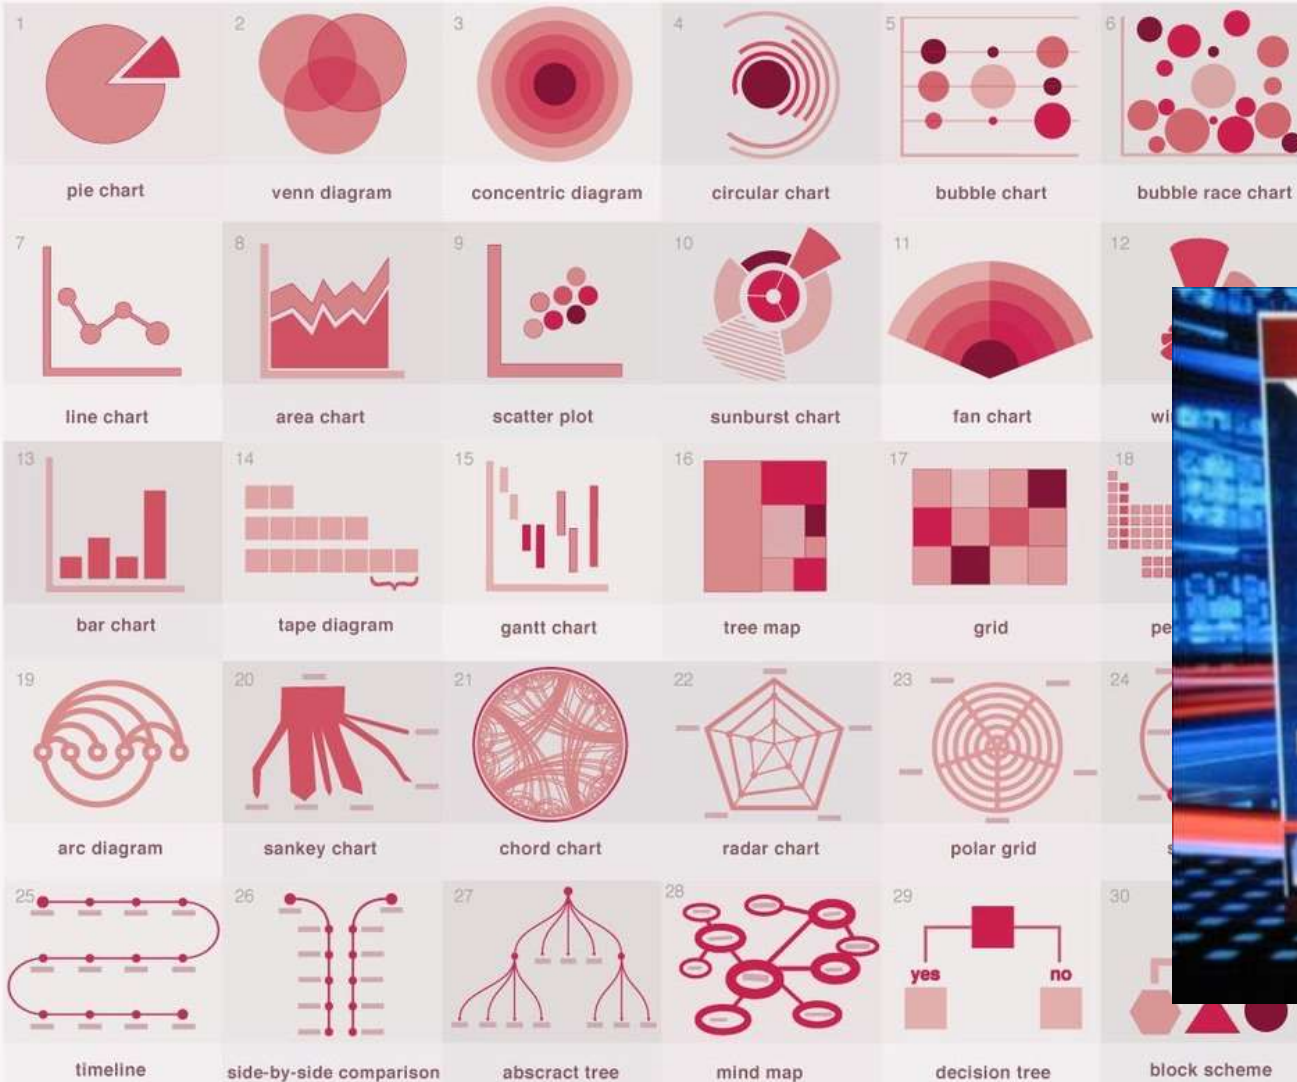 1 2 3 4 5 6
pie chart venn diagram concentric diagram circular chart bubble chart bubble race chart
7 8 9 10 11 12
line chart area chart scatter plot sunburst chart fan chart
13 14 15 16 17 18
bar chart tape diagram gantt chart tree map grid
19 20 21 22 23 24
arc diagram sankey chart chord chart radar chart polar grid
25 26 27 28 29 30
yes no
timeline side-by-side comparison abscract tree mind map decision tree block scheme